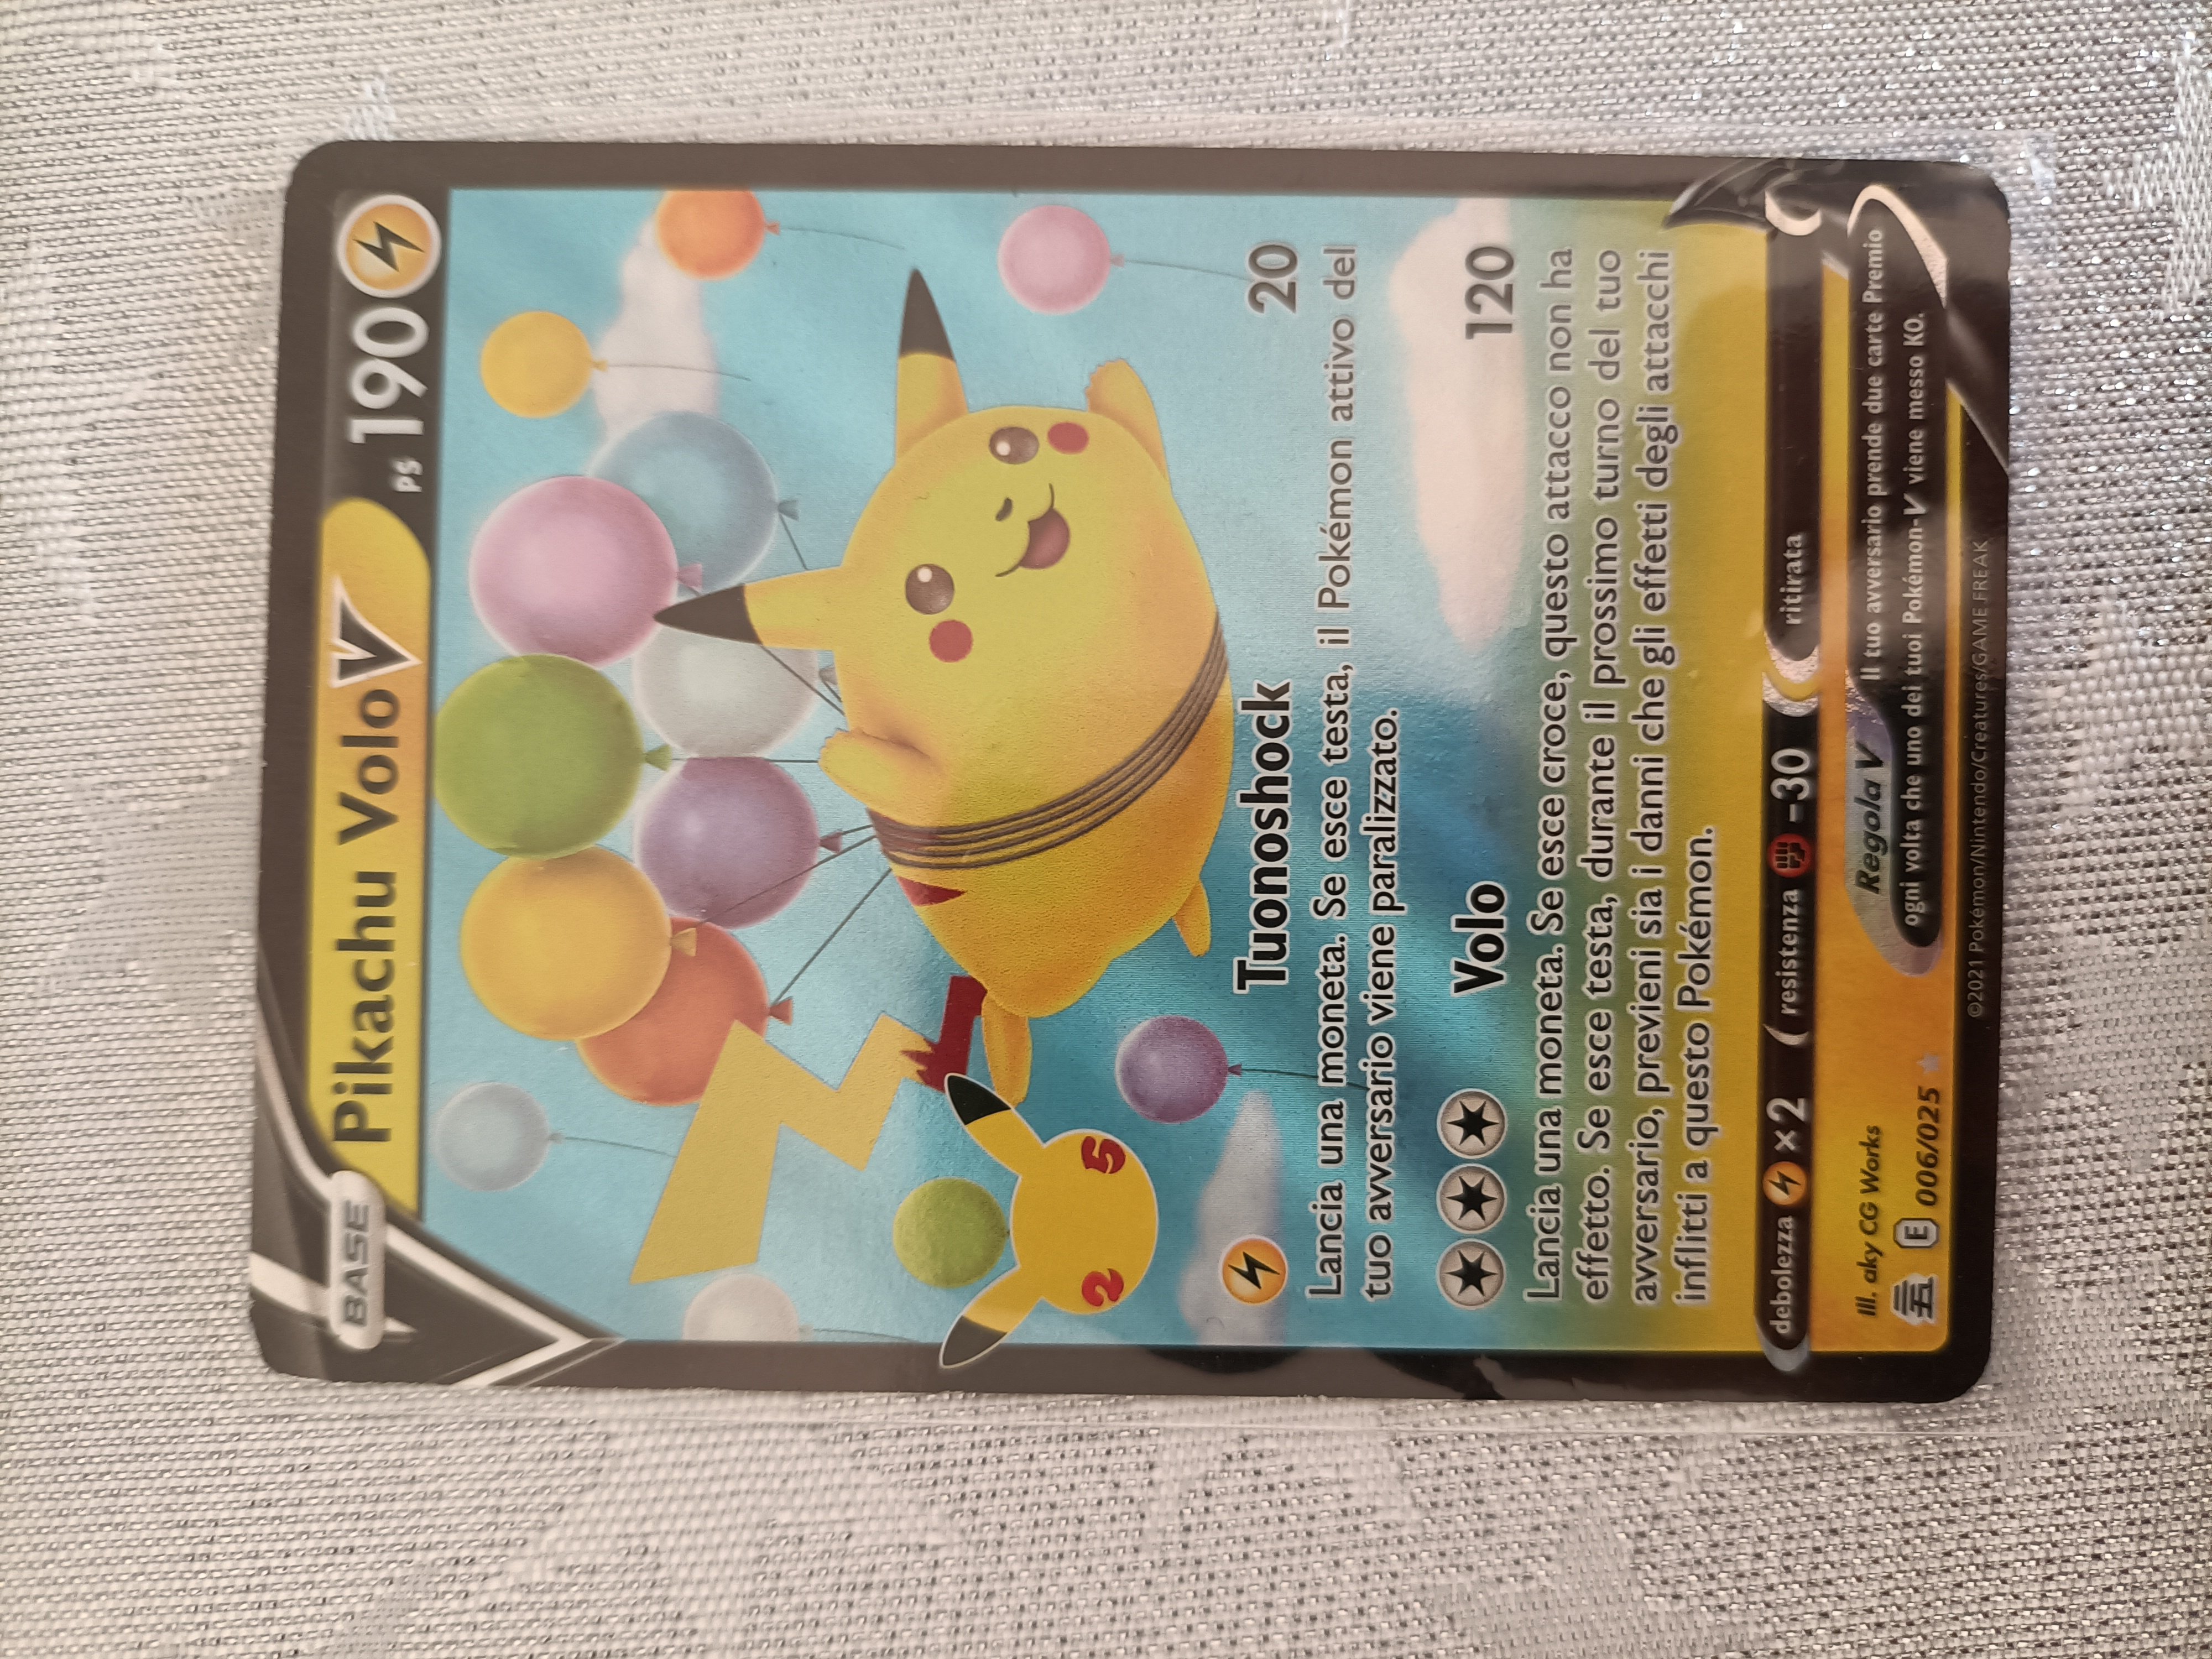 BASE
Pikachu Volo V
PS 190
25
Tuonoshock 20
Lancia una moneta. Se esce testa, il Pokémon attivo del
tuo avversario viene paralizzato.
Volo 120
Lancia una moneta. Se esce croce, questo attacco non ha
effetto. Se esce testa, durante il prossimo turno del tuo
avversario, previeni sia i danni che gli effetti degli attacchi
inflitti a questo Pokémon.
debolezza ×2 resistenza -30 ritirata
Ill. aky CG Works
E 006/025
Regola V
Il tuo avversario prende due carte Premio
ogni volta che uno dei tuoi Pokémon-V viene messo KO.
©2021 Pokémon/Nintendo/Creatures/GAME FREAK